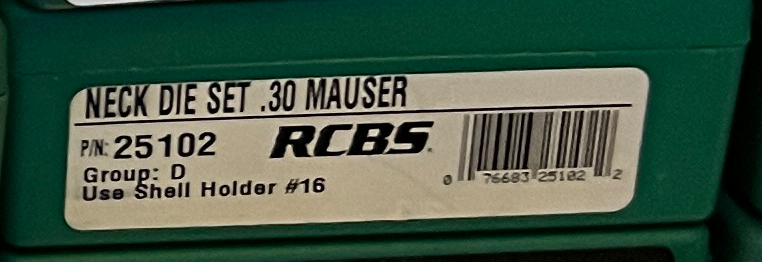 NECK DIE SET .30 MAUSER
P/N: 25102
RCBS.
Group: D
Use Shell Holder #16
0 76683 25102 2